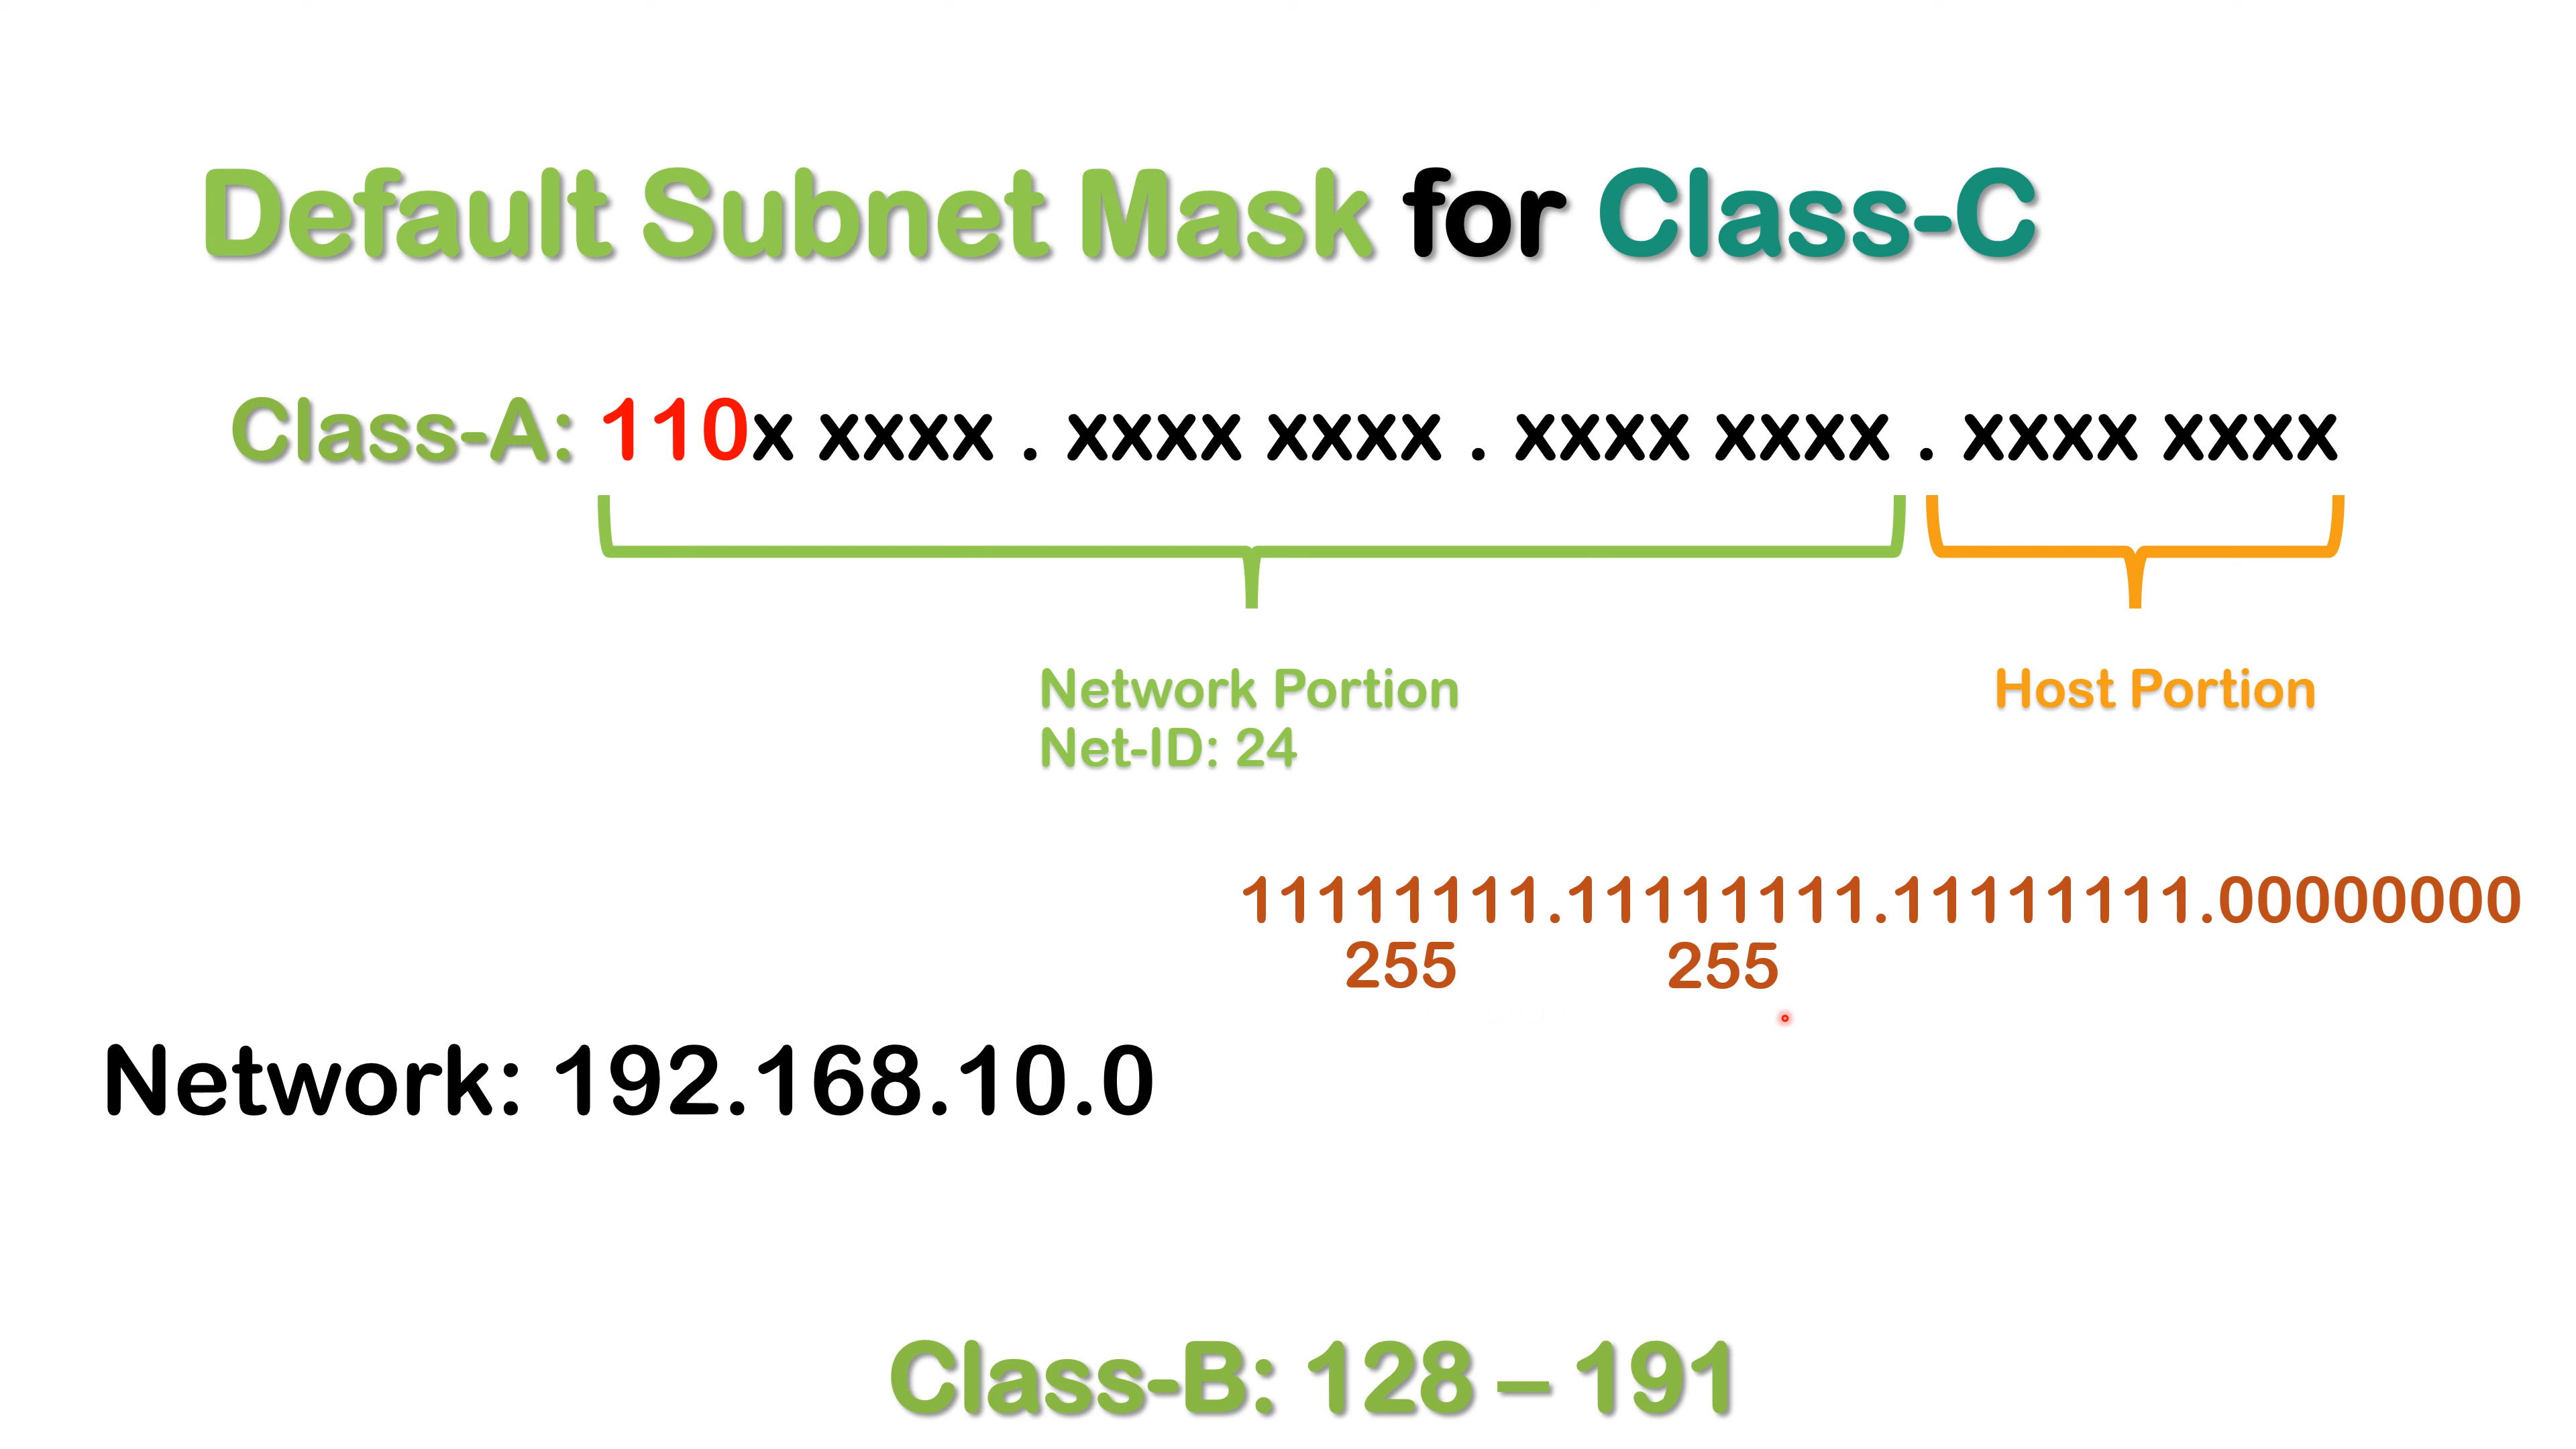 Default Subnet Mask for Class-C
Class-A: 110x xxxx . xxxx xxxx . xxxx xxxx . xxxx xxxx
Network Portion
Net-ID: 24
Host Portion
11111111.11111111.11111111.00000000
255 255
Network: 192.168.10.0
Class-B: 128 – 191